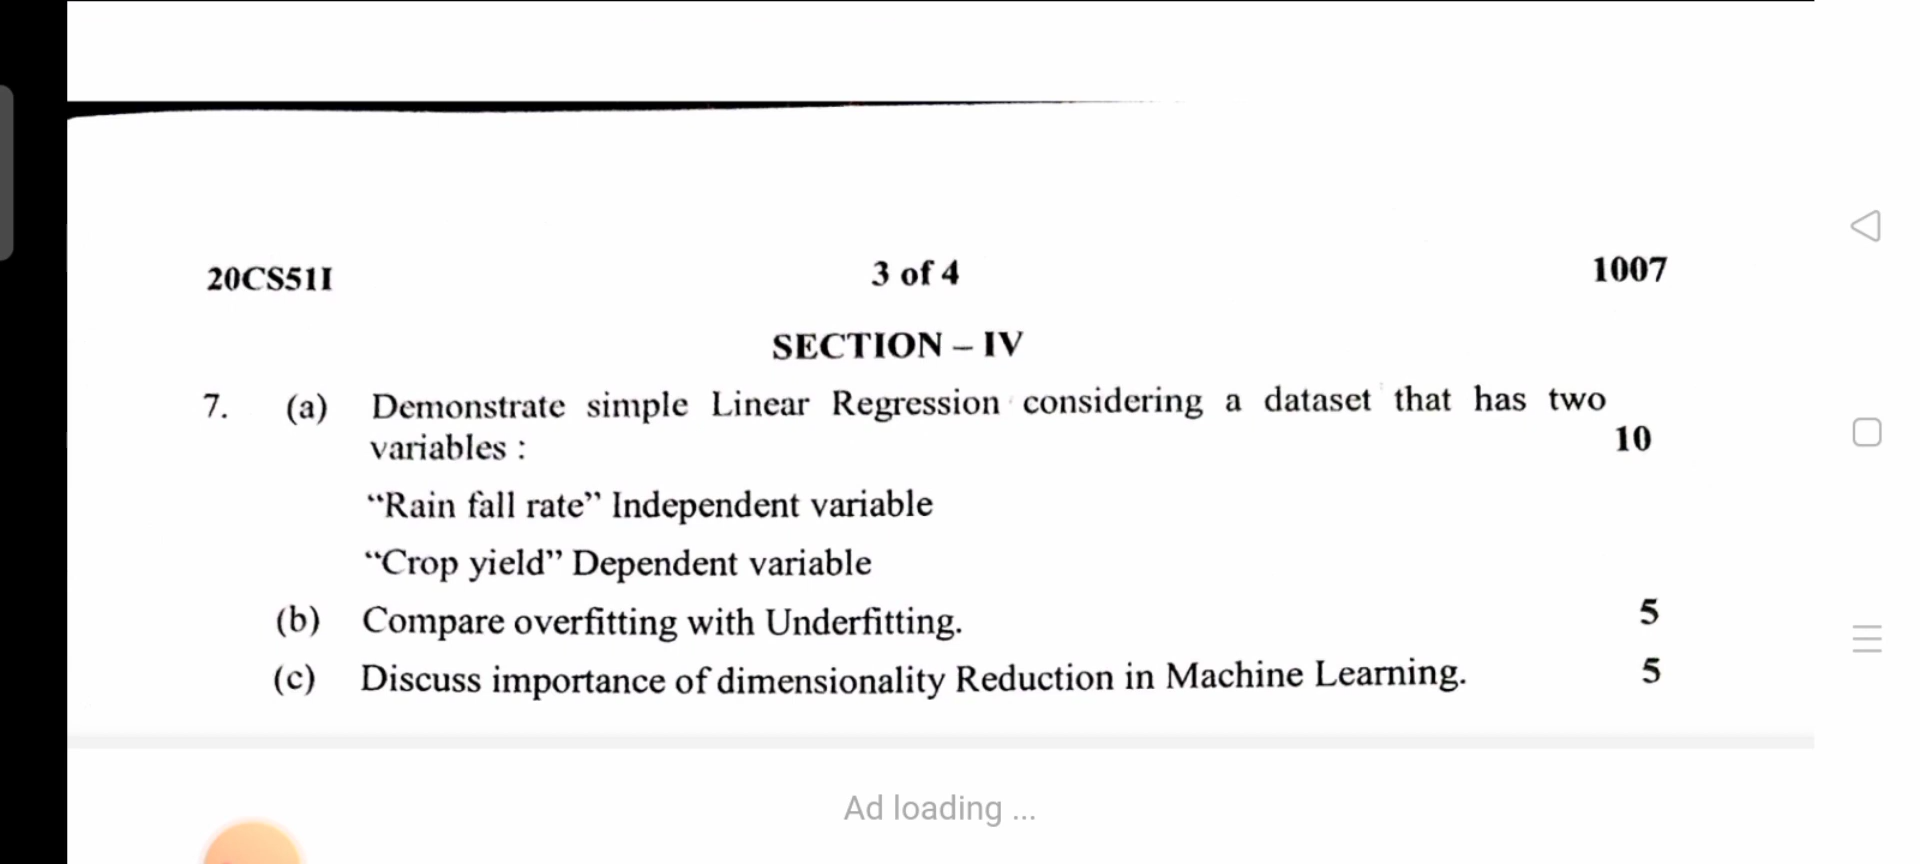 20CS51I 3 of 4 1007
SECTION – IV
7. (a) Demonstrate simple Linear Regression considering a dataset that has two
variables : 10
“Rain fall rate” Independent variable
“Crop yield” Dependent variable
(b) Compare overfitting with Underfitting. 5
(c) Discuss importance of dimensionality Reduction in Machine Learning. 5
Ad loading ...